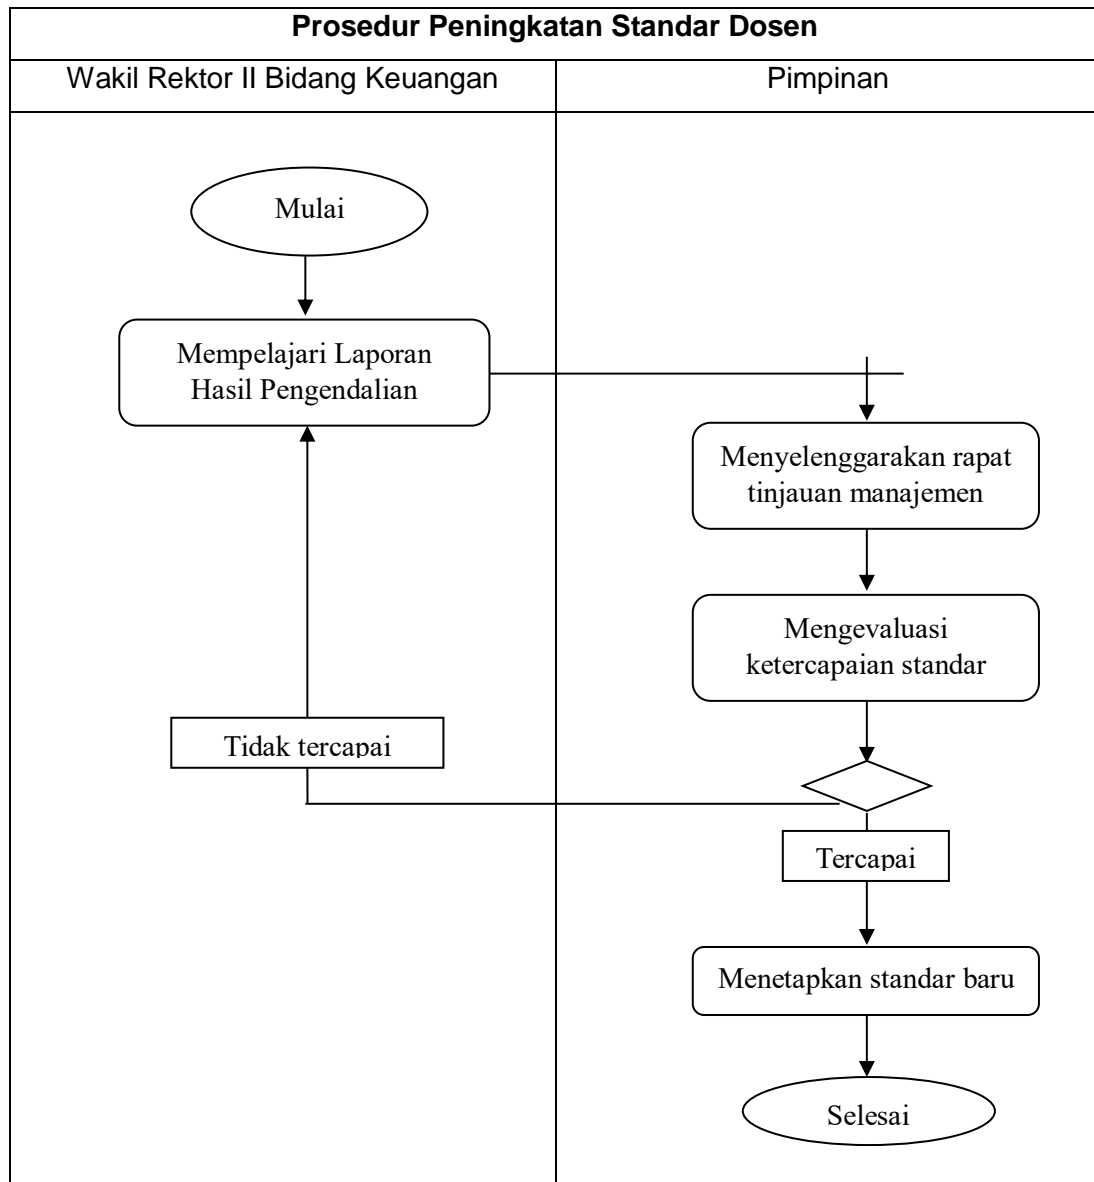 Prosedur Peningkatan Standar Dosen
Wakil Rektor II Bidang Keuangan
Pimpinan
Mulai
Mempelajari Laporan
Hasil Pengendalian
Menyelenggarakan rapat
tinjauan manajemen
Mengevaluasi
ketercapaian standar
Tidak tercapai
Tercapai
Menetapkan standar baru
Selesai